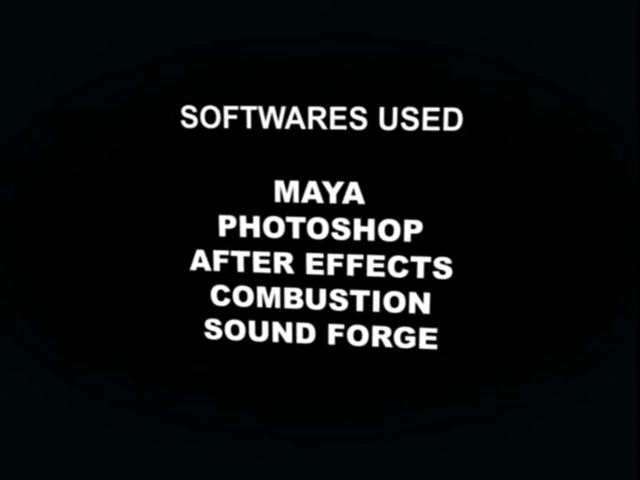 SOFTWARES USED
MAYA
PHOTOSHOP
AFTER EFFECTS
COMBUSTION
SOUND FORGE